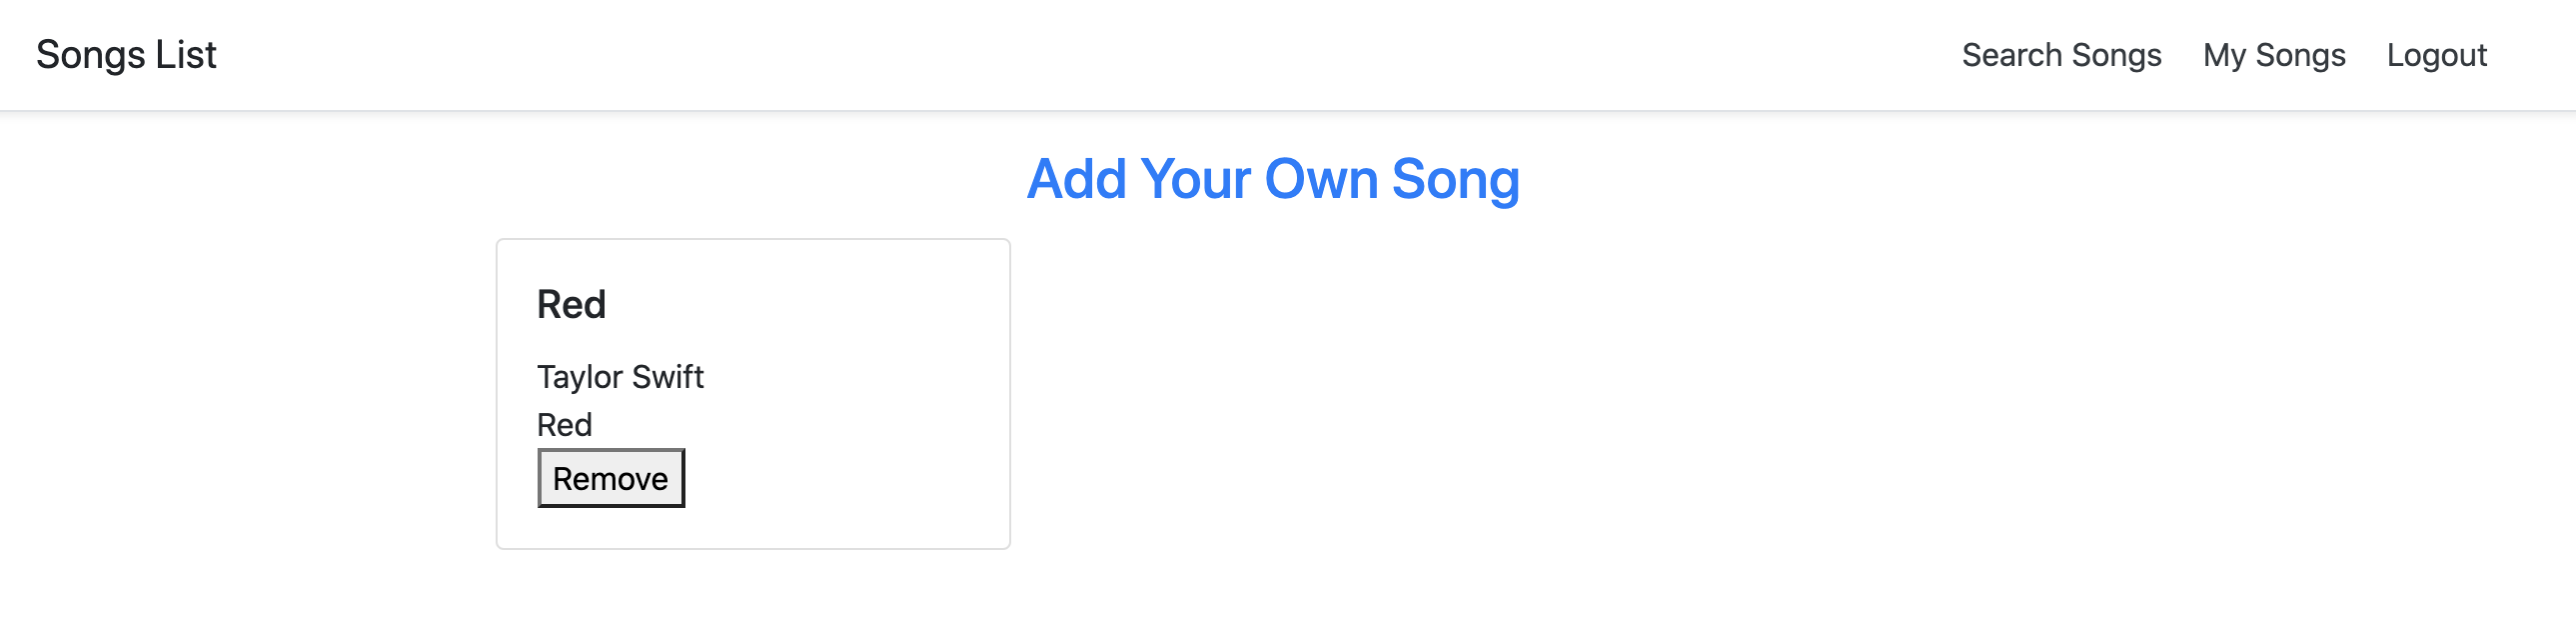 Songs List
Search Songs My Songs Logout
Add Your Own Song
Red
Taylor Swift
Red
Remove